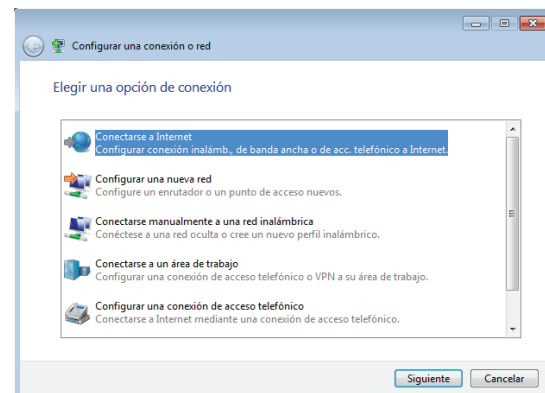 Configurar una conexión o red
Elegir una opción de conexión
Conectarse a Internet
Configurar conexión inalámb., de banda ancha o de acc. telefónico a Internet.
Configurar una nueva red
Configure un enrutador o un punto de acceso nuevos.
Conectarse manualmente a una red inalámbrica
Conéctese a una red oculta o cree un nuevo perfil inalámbrico.
Conectarse a un área de trabajo
Configurar una conexión de acceso telefónico o VPN a su área de trabajo.
Configurar una conexión de acceso telefónico
Conectarse a Internet mediante una conexión de acceso telefónico.
Siguiente Cancelar